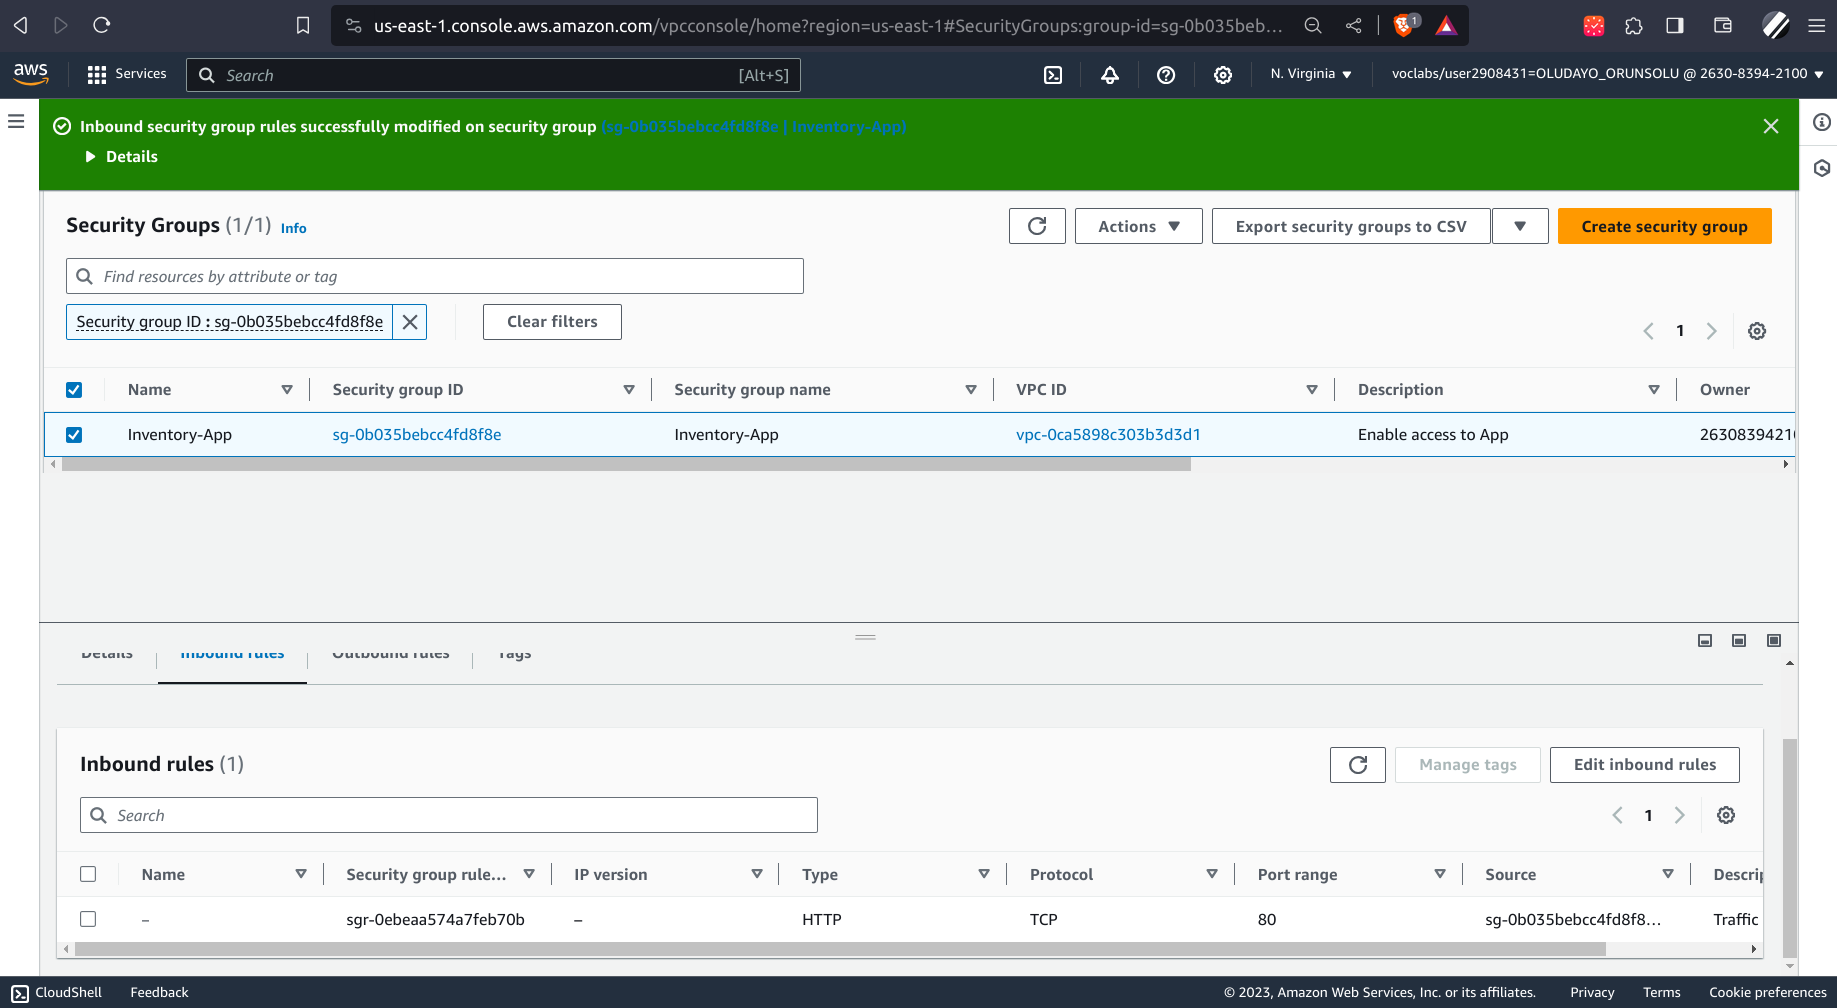 us-east-1.console.aws.amazon.com/vpcconsole/home?region=us-east-1#SecurityGroups:group-id=sg-0b035beb...
1
aws
Services
Search
[Alt+S]
N. Virginia
voclabs/user2908431=OLUDAYO_ORUNSOLU @ 2630-8394-2100
Inbound security group rules successfully modified on security group (sg-0b035bebcc4fd8f8e | Inventory-App)
Details
Security Groups (1/1) Info
Actions
Export security groups to CSV
Create security group
Find resources by attribute or tag
Security group ID : sg-0b035bebcc4fd8f8e
Clear filters
1
Name Security group ID Security group name VPC ID Description Owner
Inventory-App sg-0b035bebcc4fd8f8e Inventory-App vpc-0ca5898c303b3d3d1 Enable access to App 2630839421
Details Inbound rules Outbound rules Tags
Inbound rules (1)
Manage tags
Edit inbound rules
Search
1
Name Security group rule... IP version Type Protocol Port range Source Descrip
– sgr-0ebeaa574a7feb70b – HTTP TCP 80 sg-0b035bebcc4fd8f8... Traffic
CloudShell Feedback © 2023, Amazon Web Services, Inc. or its affiliates. Privacy Terms Cookie preferences